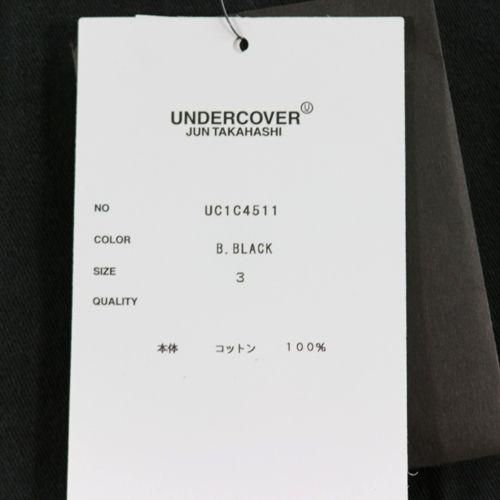 UNDERCOVER Ⓤ
JUN TAKAHASHI
NO UC1C4511
COLOR B.BLACK
SIZE 3
QUALITY
本体 コットン 100%